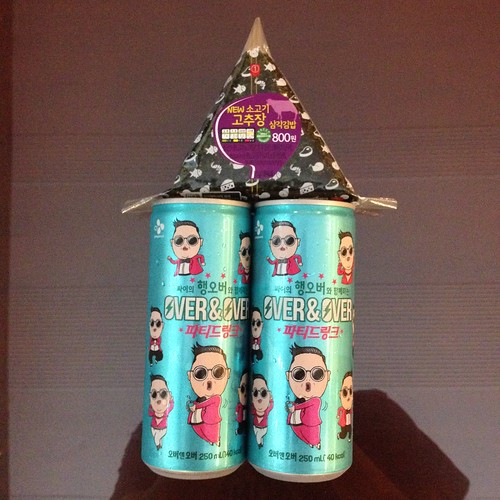 1
NEW 소고기
고추장 삼각김밥
800원
CJ
싸이의 행오버와 함께하는
OVER & OVER
파티드링크
오버앤오버 250 mL(140 kcal)
CJ
싸이의 행오버와 함께하는
OVER & OVER
파티드링크
오버앤오버 250 mL(140 kcal)